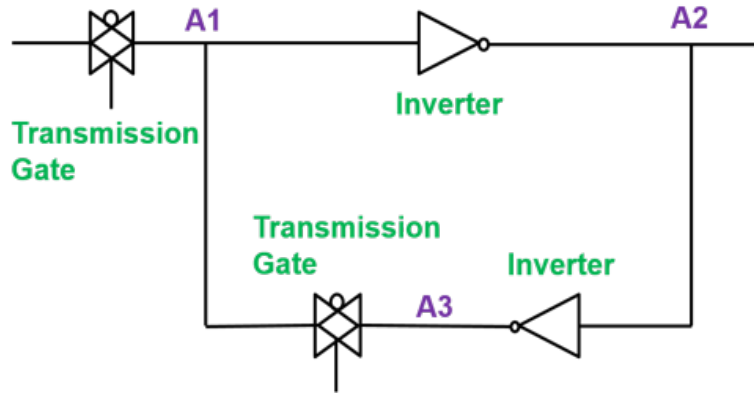 A1
A2
Inverter
Transmission
Gate
Transmission
Gate
Inverter
A3